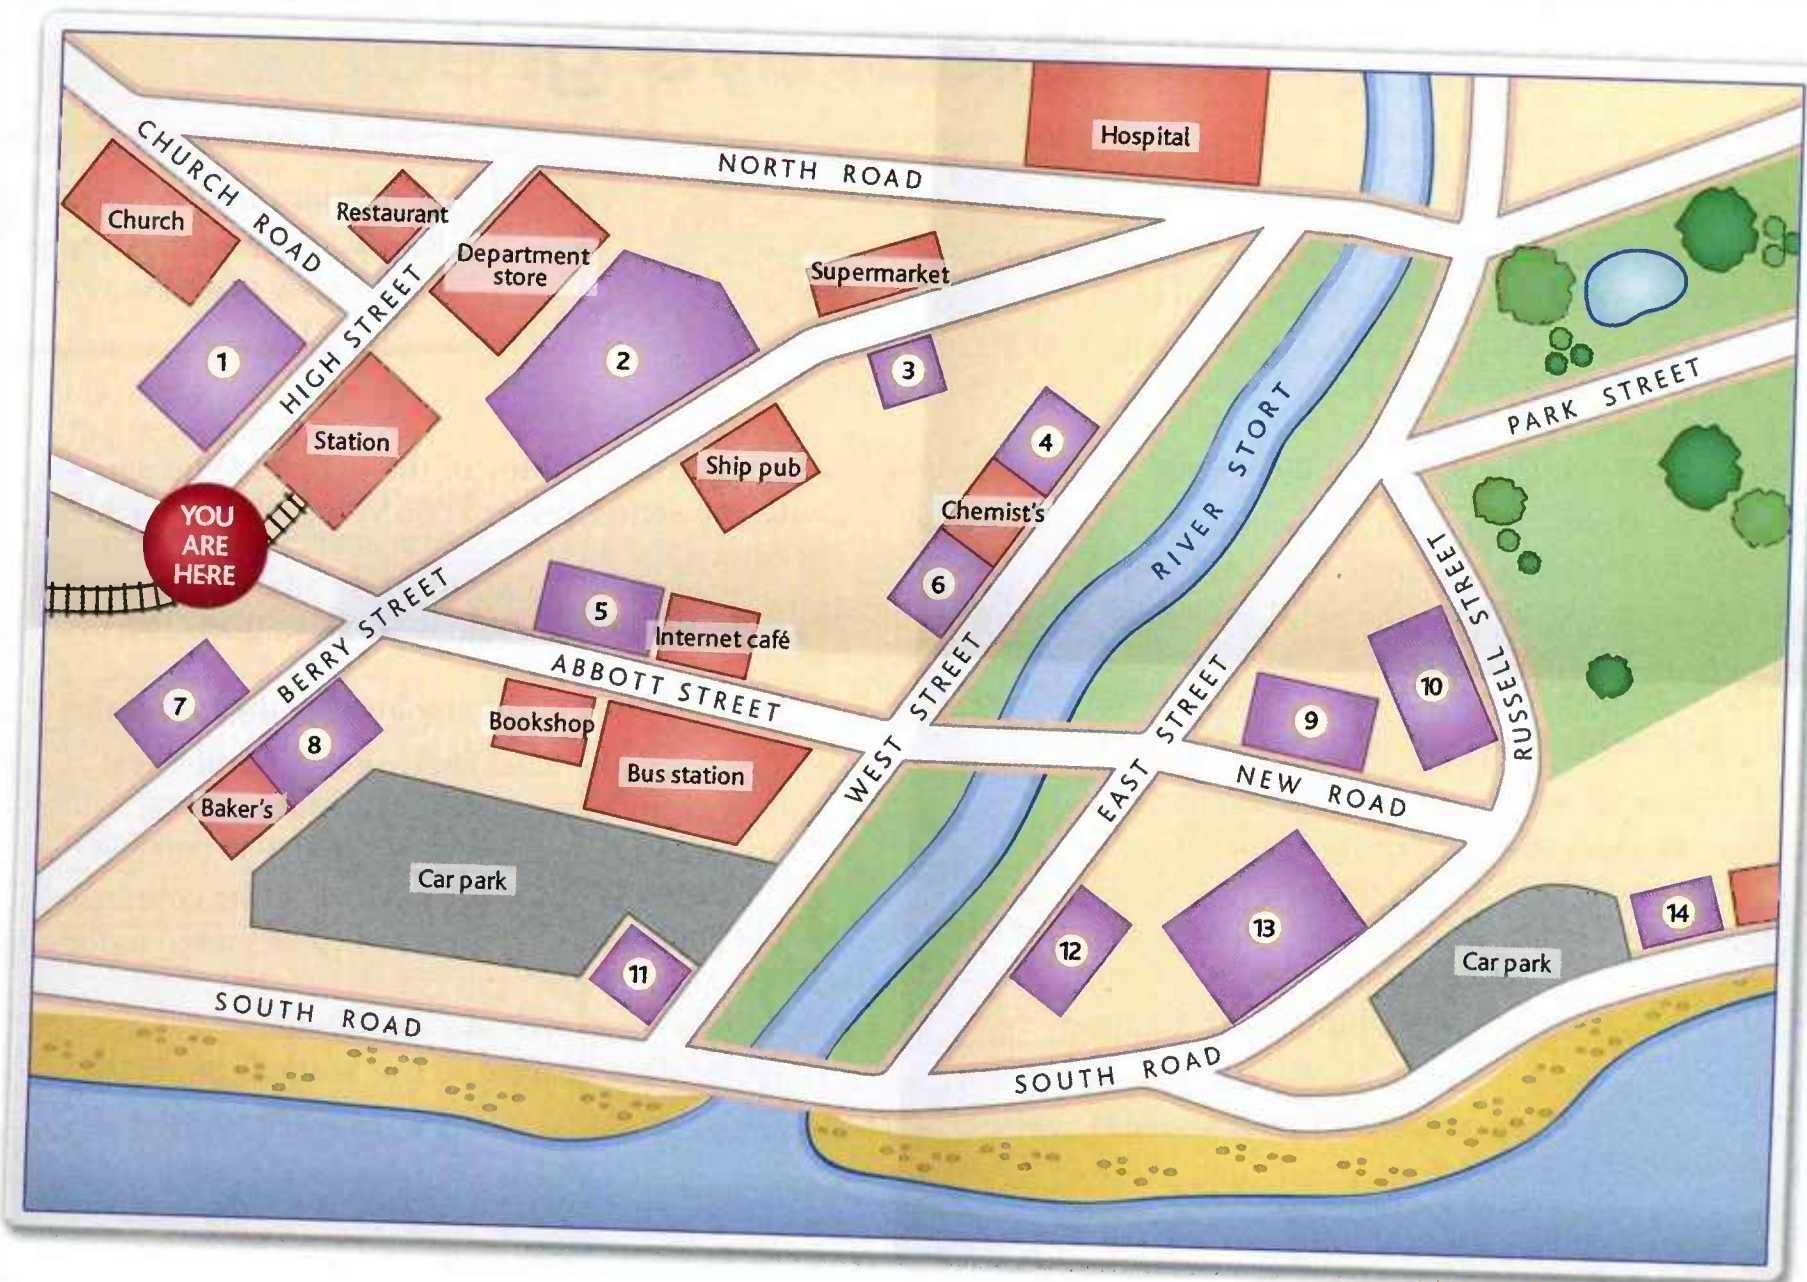 Hospital
NORTH ROAD
CHURCH ROAD
Church
Restaurant
Department
store
Supermarket
HIGH STREET
1
2
3
Station
Ship pub
4
Chemist's
6
RIVER STORT
PARK STREET
YOU
ARE
HERE
5
Internet café
BERRY STREET
ABBOTT STREET
WEST STREET
EAST STREET
RUSSSELL STREET
7
8
Baker's
Bookshop
Bus station
9
10
NEW ROAD
Car park
11
12
13
14
Car park
SOUTH ROAD
SOUTH ROAD